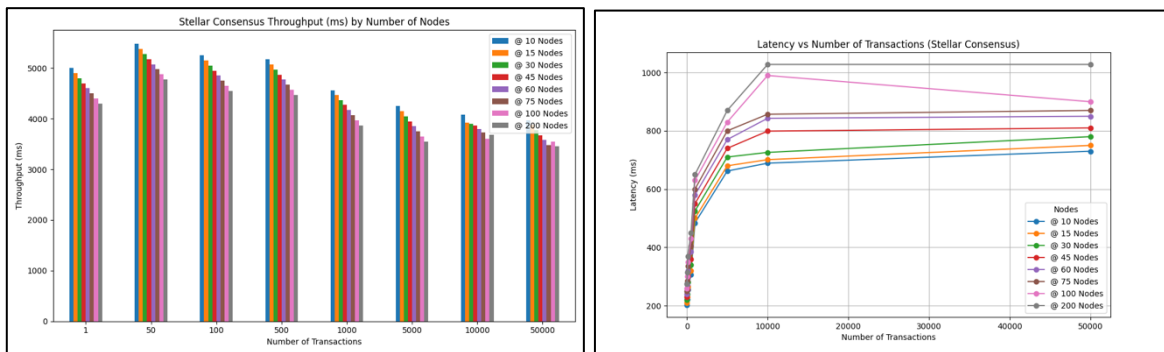 Stellar Consensus Throughput (ms) by Number of Nodes
@ 10 Nodes
@ 15 Nodes
@ 30 Nodes
@ 45 Nodes
@ 60 Nodes
@ 75 Nodes
@ 100 Nodes
@ 200 Nodes
5000
4000
3000
2000
1000
0
Throughput (ms)
1 50 100 500 1000 5000 10000 50000
Number of Transactions
Latency vs Number of Transactions (Stellar Consensus)
1000
800
600
400
200
Latency (ms)
Nodes
@ 10 Nodes
@ 15 Nodes
@ 30 Nodes
@ 45 Nodes
@ 60 Nodes
@ 75 Nodes
@ 100 Nodes
@ 200 Nodes
0 10000 20000 30000 40000 50000
Number of Transactions